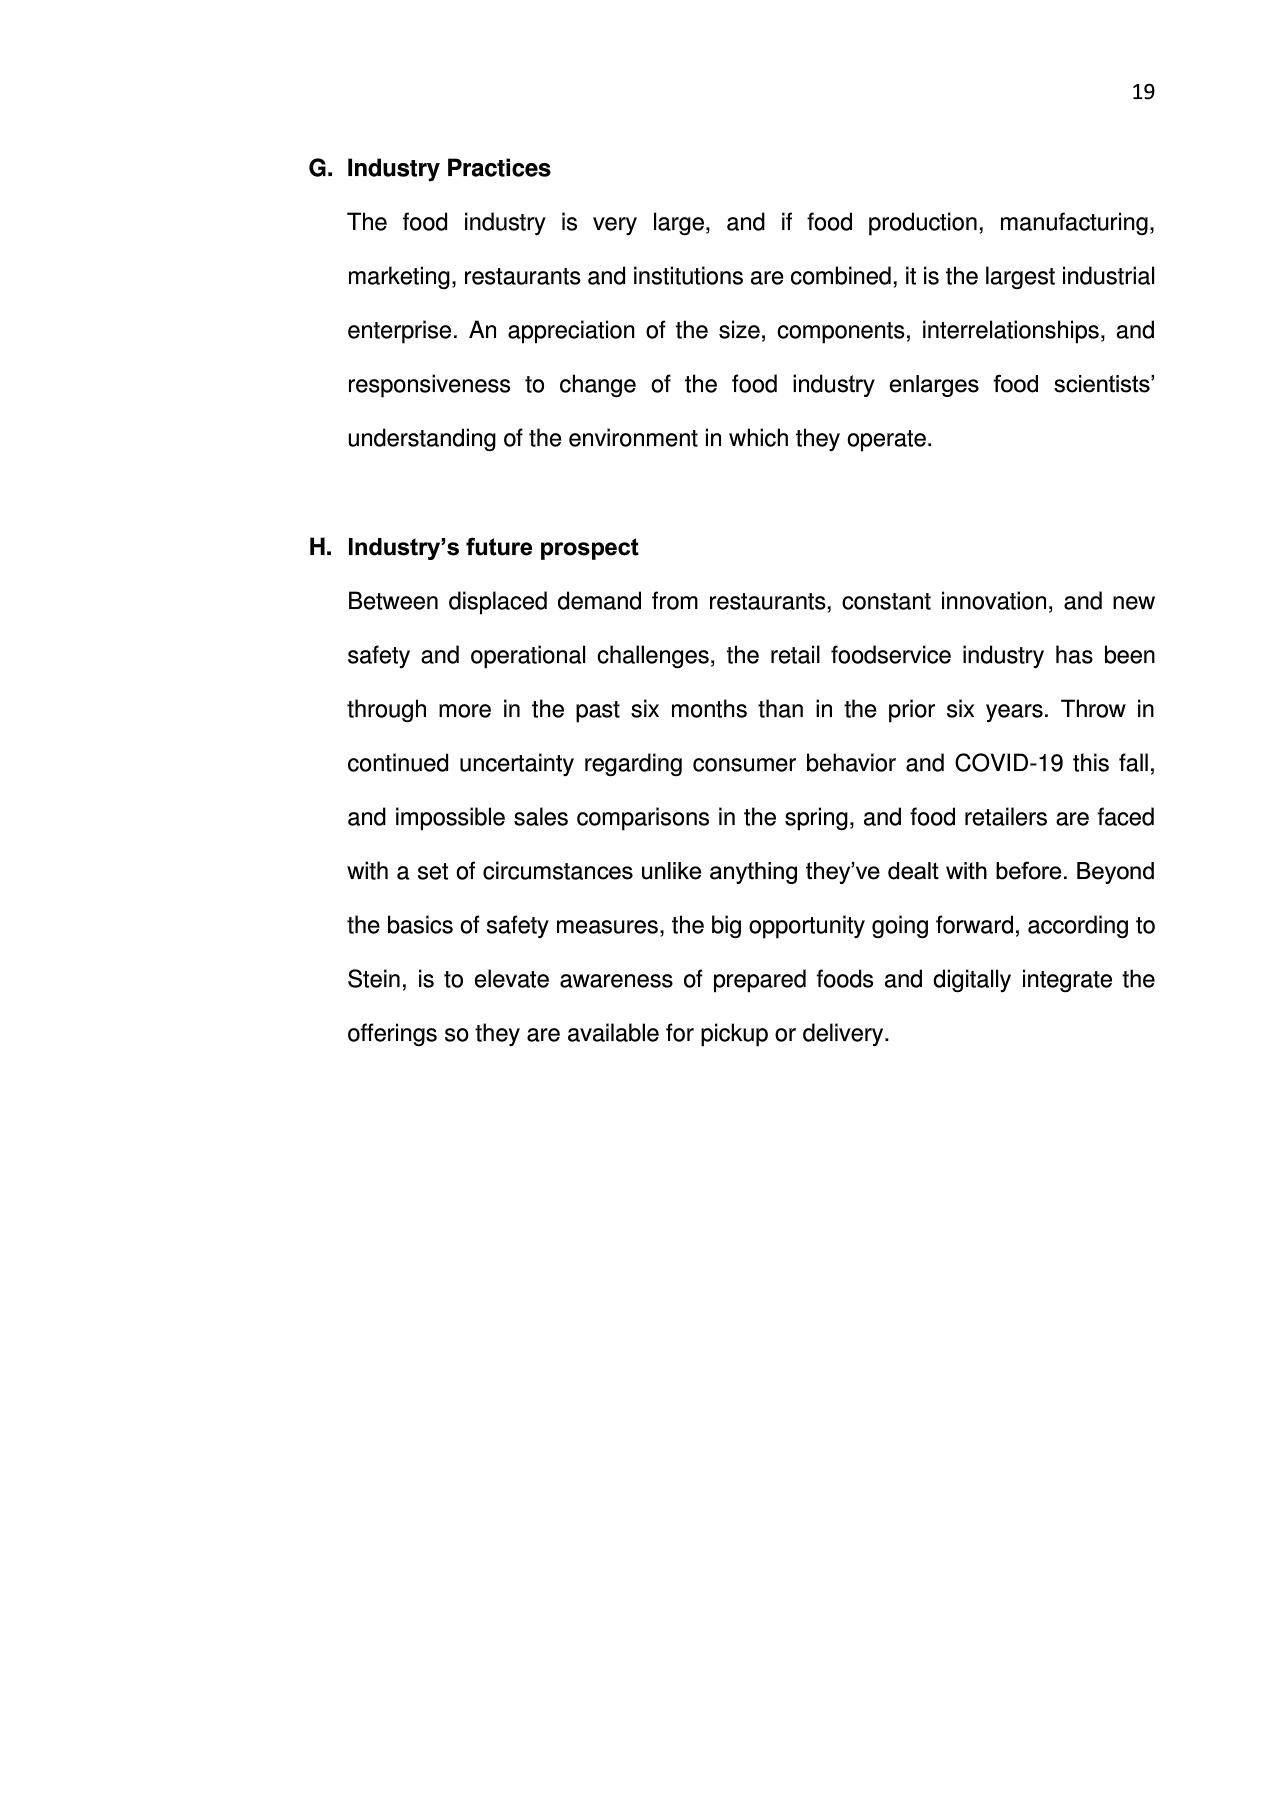 19
G. Industry Practices
The food industry is very large, and if food production, manufacturing,
marketing, restaurants and institutions are combined, it is the largest industrial
enterprise. An appreciation of the size, components, interrelationships, and
responsiveness to change of the food industry enlarges food scientists’
understanding of the environment in which they operate.
H. Industry’s future prospect
Between displaced demand from restaurants, constant innovation, and new
safety and operational challenges, the retail foodservice industry has been
through more in the past six months than in the prior six years. Throw in
continued uncertainty regarding consumer behavior and COVID-19 this fall,
and impossible sales comparisons in the spring, and food retailers are faced
with a set of circumstances unlike anything they’ve dealt with before. Beyond
the basics of safety measures, the big opportunity going forward, according to
Stein, is to elevate awareness of prepared foods and digitally integrate the
offerings so they are available for pickup or delivery.